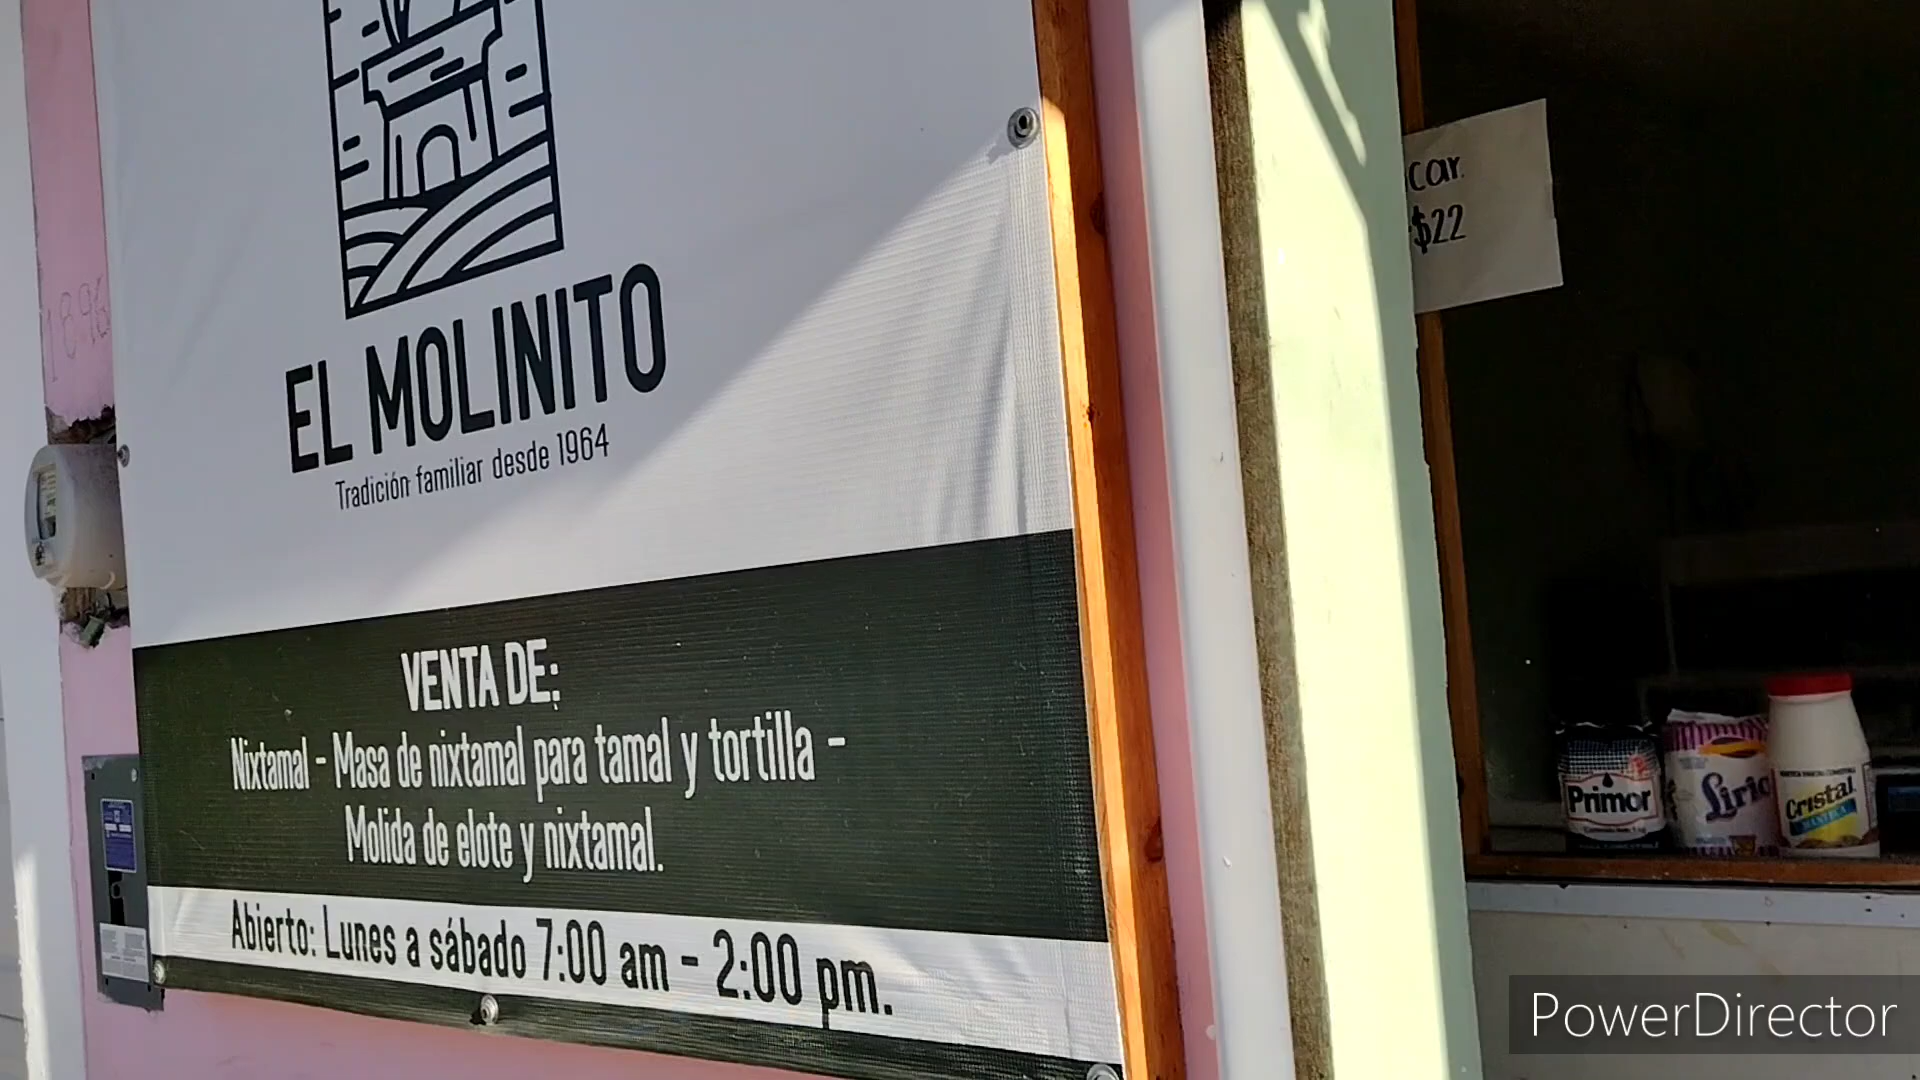 EL MOLINITO
Tradición familiar desde 1964
VENTA DE:
Nixtamal - Masa de nixtamal para tamal y tortilla -
Molida de elote y nixtamal.
Abierto: Lunes a sábado 7:00 am - 2:00 pm.
car.
$22
Primor
Lirio
Cristal
PowerDirector